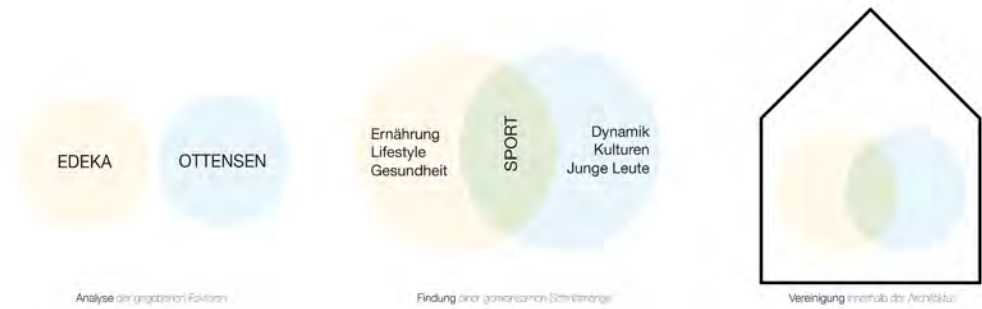 EDEKA
OTTENSEN
Ernährung
Lifestyle
Gesundheit
SPORT
Dynamik
Kulturen
Junge Leute
Analyse der gegebenen Faktoren
Findung einer gemeinsamen Schnittmenge
Vereinigung innerhalb der Architektur